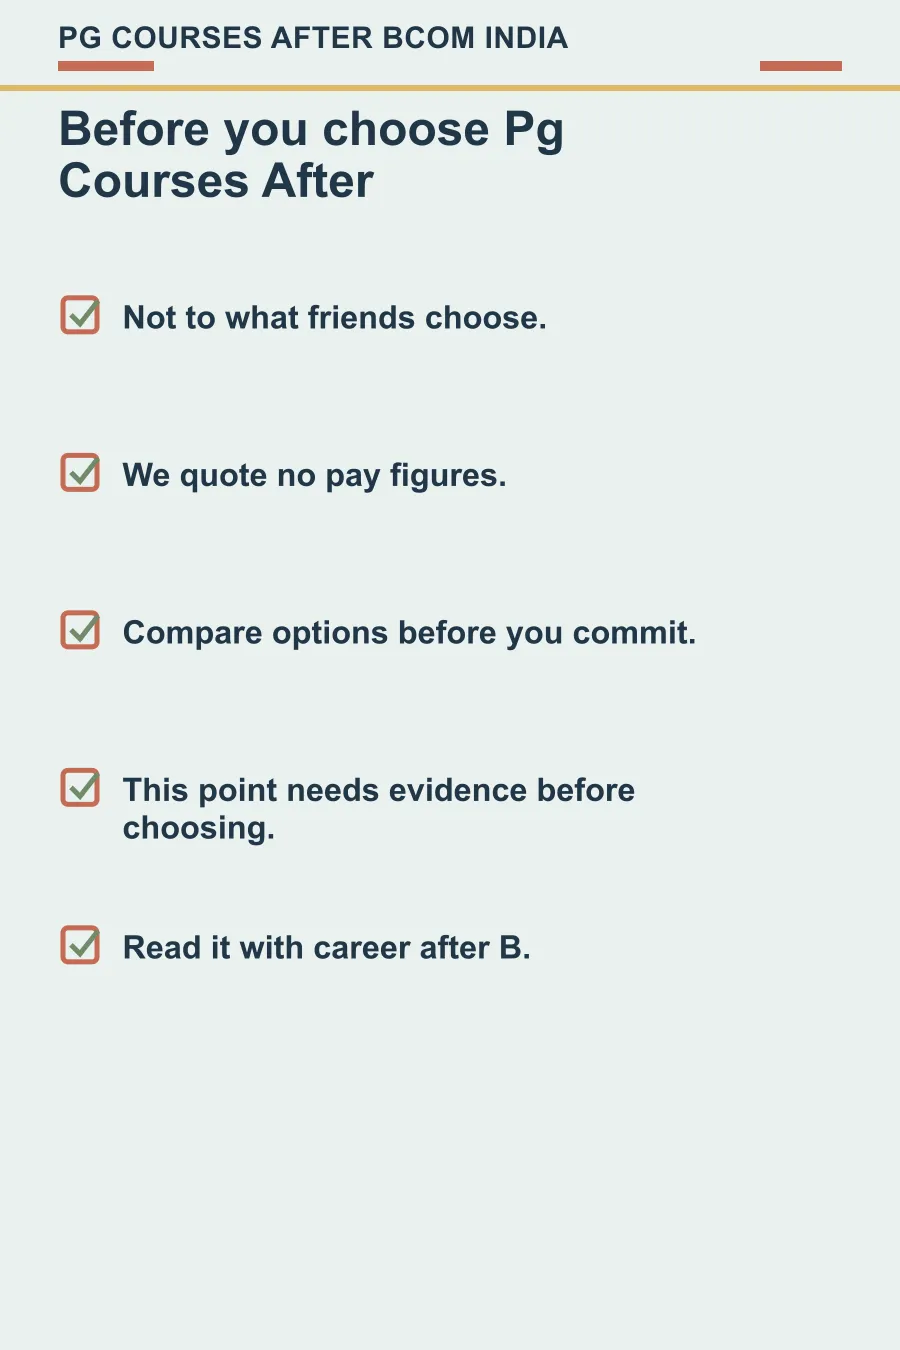 PG COURSES AFTER BCOM INDIA
Before you choose Pg
Courses After
Not to what friends choose.
We quote no pay figures.
Compare options before you commit.
This point needs evidence before
choosing.
Read it with career after B.